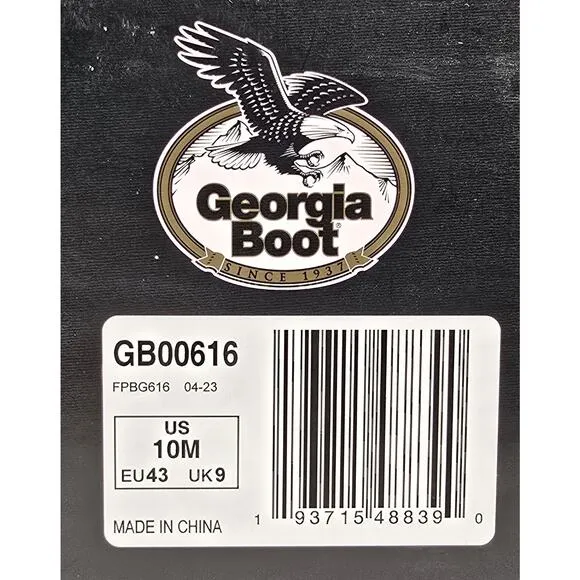 Georgia
Boot®
SINCE 1937
GB00616
FPBG616 04-23
US
10M
EU43 UK9
MADE IN CHINA
1 93715 48839 0